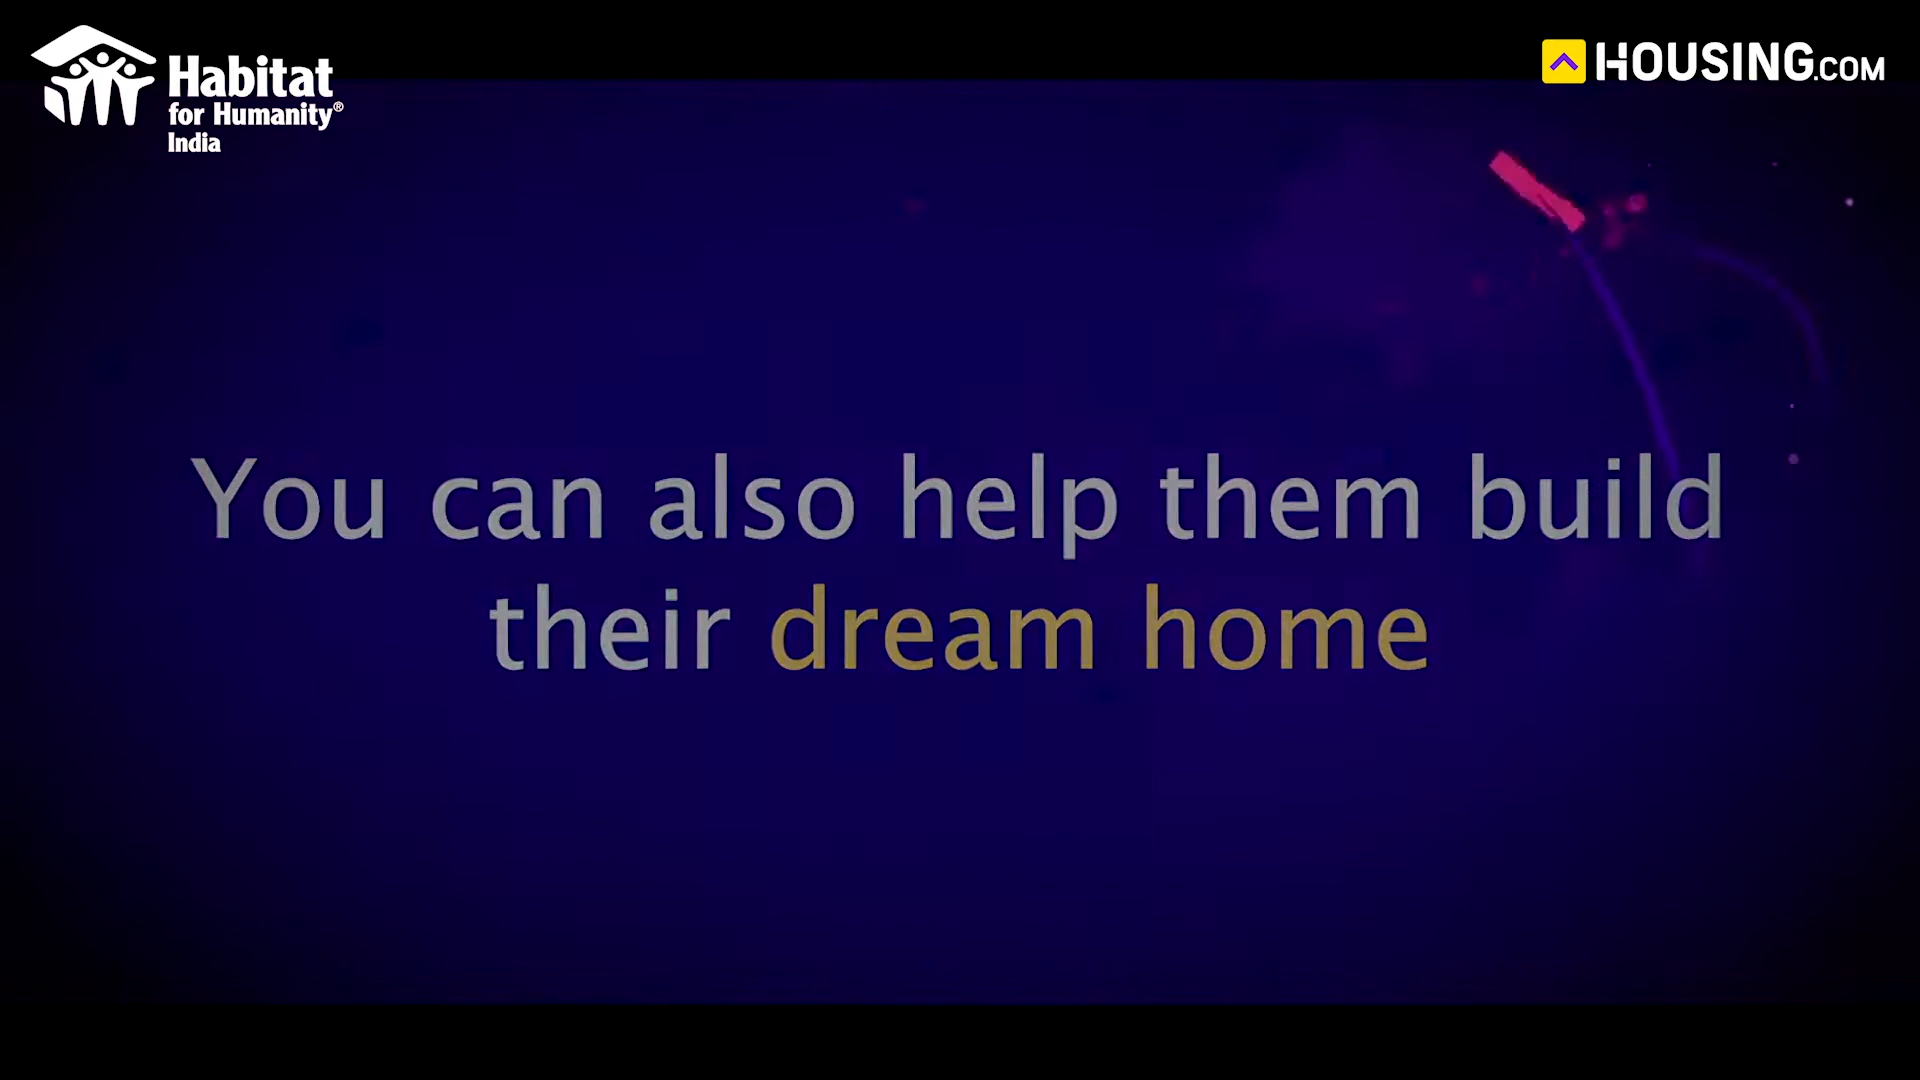 Habitat
for Humanity®
India
HOUSING.COM
You can also help them build
their dream home